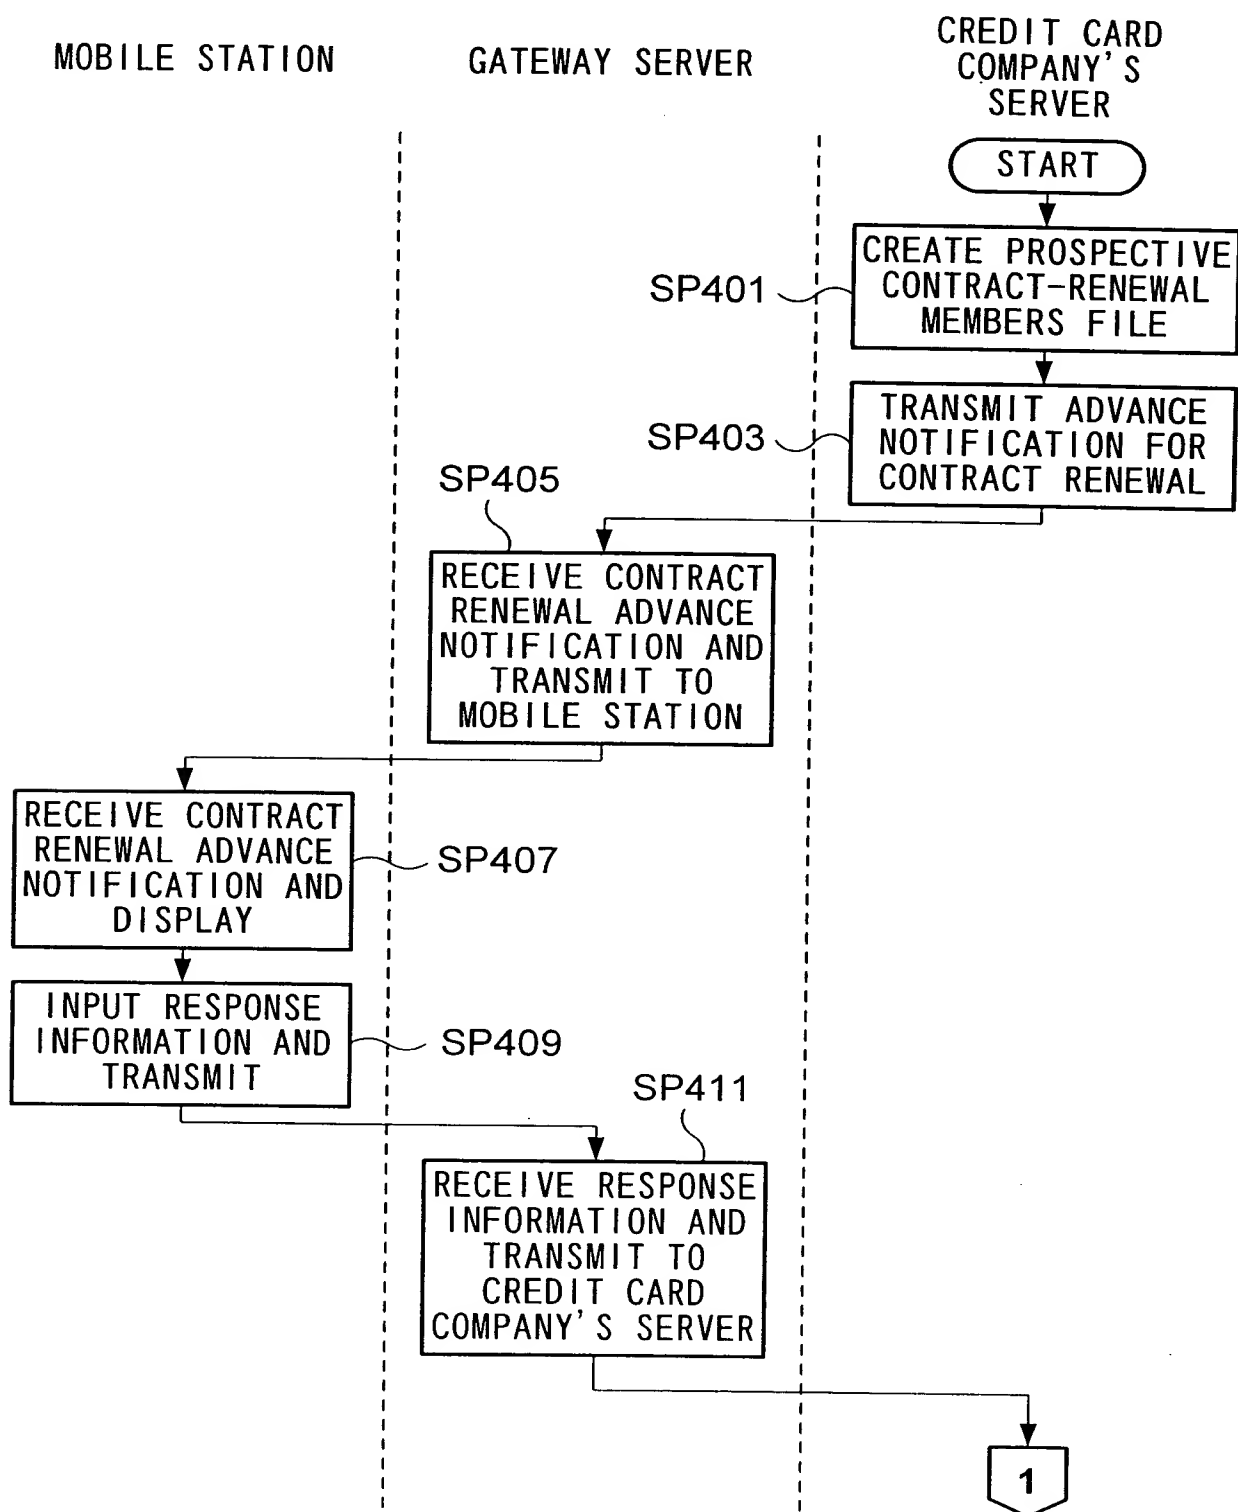 MOBILE STATION
GATEWAY SERVER
CREDIT CARD
COMPANY'S
SERVER
START
SP401
CREATE PROSPECTIVE
CONTRACT-RENEWAL
MEMBERS FILE
SP403
TRANSMIT ADVANCE
NOTIFICATION FOR
CONTRACT RENEWAL
SP405
RECEIVE CONTRACT
RENEWAL ADVANCE
NOTIFICATION AND
TRANSMIT TO
MOBILE STATION
RECEIVE CONTRACT
RENEWAL ADVANCE
NOTIFICATION AND
DISPLAY
SP407
INPUT RESPONSE
INFORMATION AND
TRANSMIT
SP409
SP411
RECEIVE RESPONSE
INFORMATION AND
TRANSMIT TO
CREDIT CARD
COMPANY'S SERVER
1